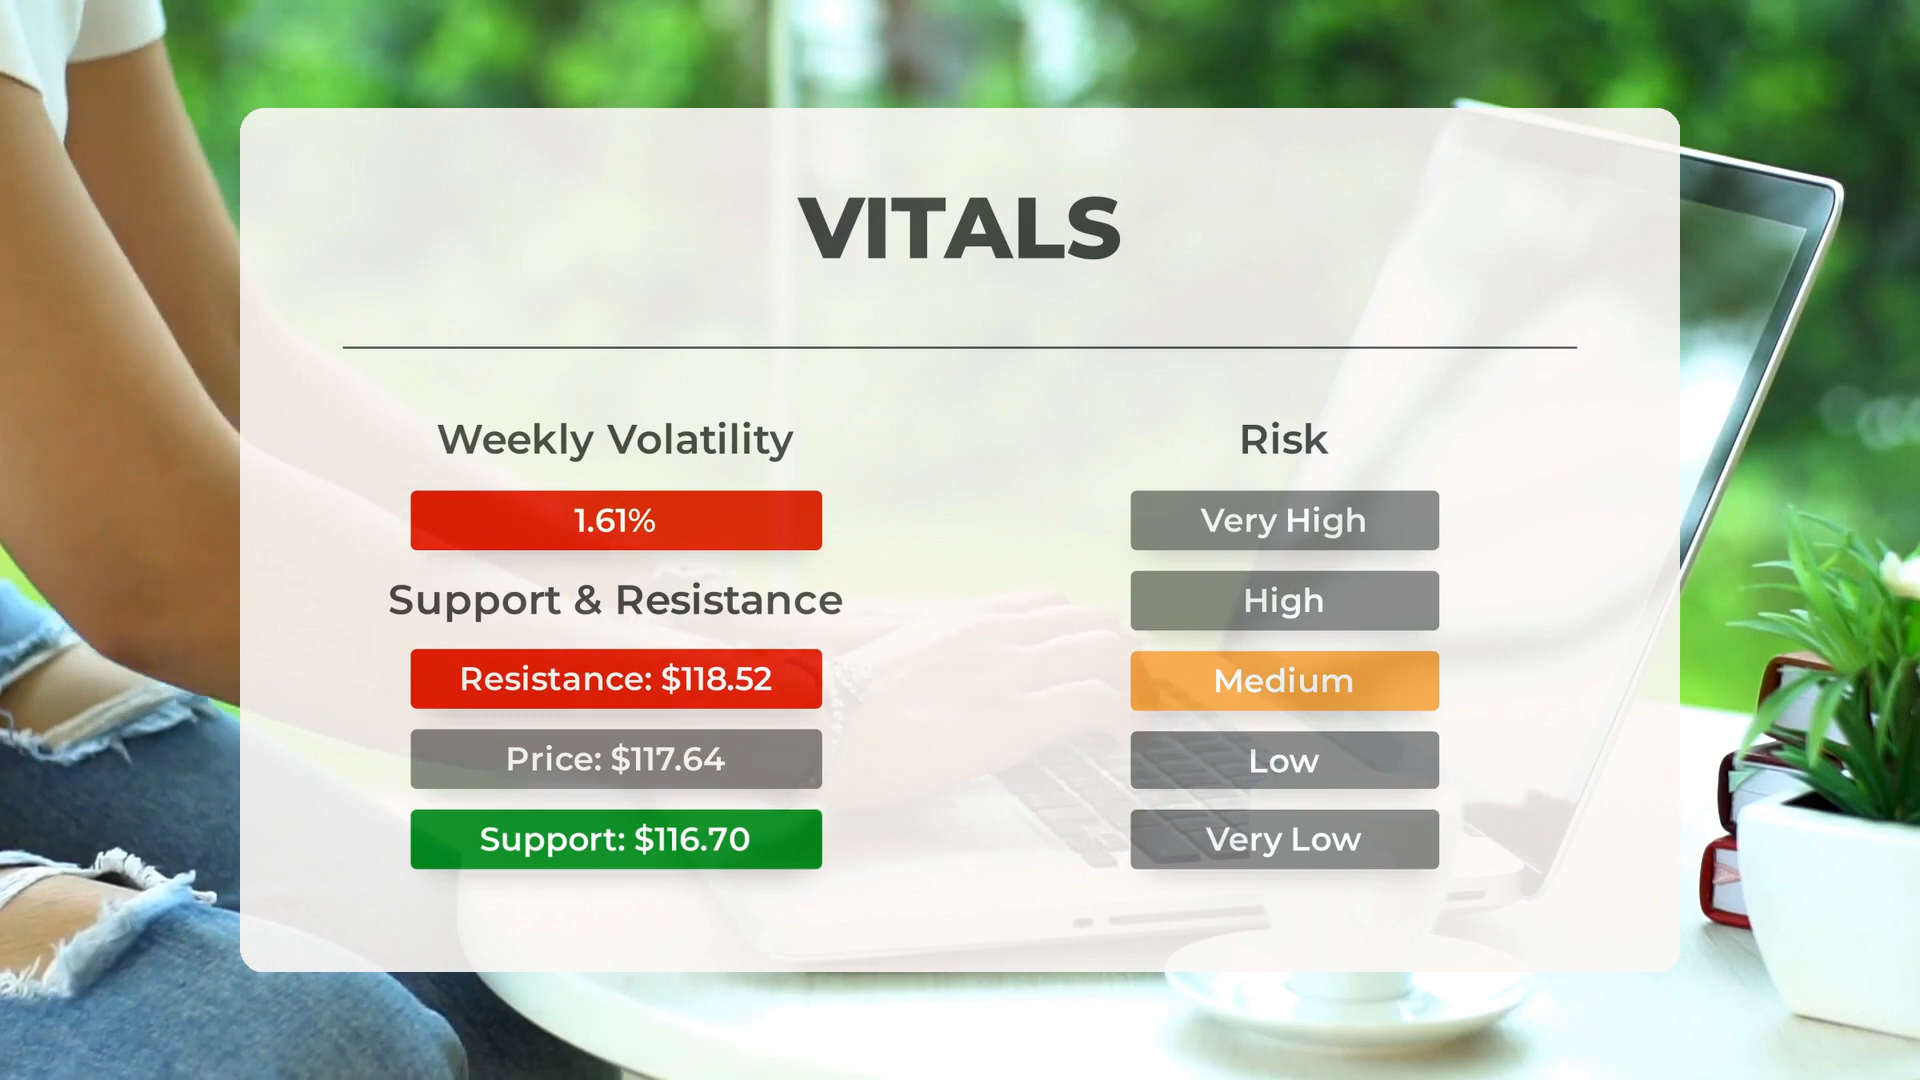 VITALS
Weekly Volatility
1.61%
Support & Resistance
Resistance: $118.52
Price: $117.64
Support: $116.70
Risk
Very High
High
Medium
Low
Very Low